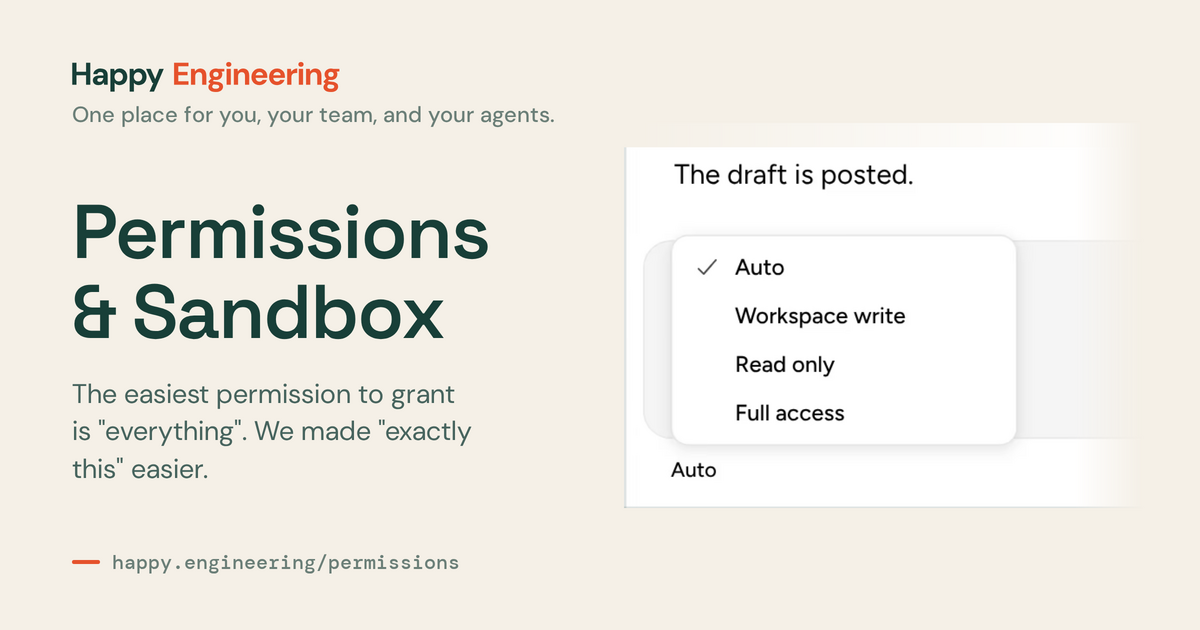 Happy Engineering
One place for you, your team, and your agents.
Permissions
& Sandbox
The easiest permission to grant
is "everything". We made "exactly
this" easier.
happy.engineering/permissions
The draft is posted.
Auto
Workspace write
Read only
Full access
Auto